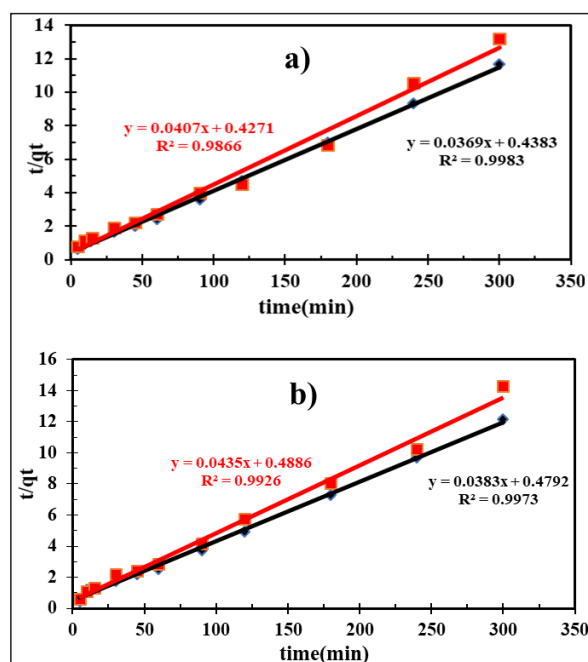 a)
14
12
10
8
6
4
2
0
t/qt
y = 0.0407x + 0.4271
R² = 0.9866
y = 0.0369x + 0.4383
R² = 0.9983
0 50 100 150 200 250 300 350
time(min)
b)
16
14
12
10
8
6
4
2
0
t/qt
y = 0.0435x + 0.4886
R² = 0.9926
y = 0.0383x + 0.4792
R² = 0.9973
0 50 100 150 200 250 300 350
time(min)